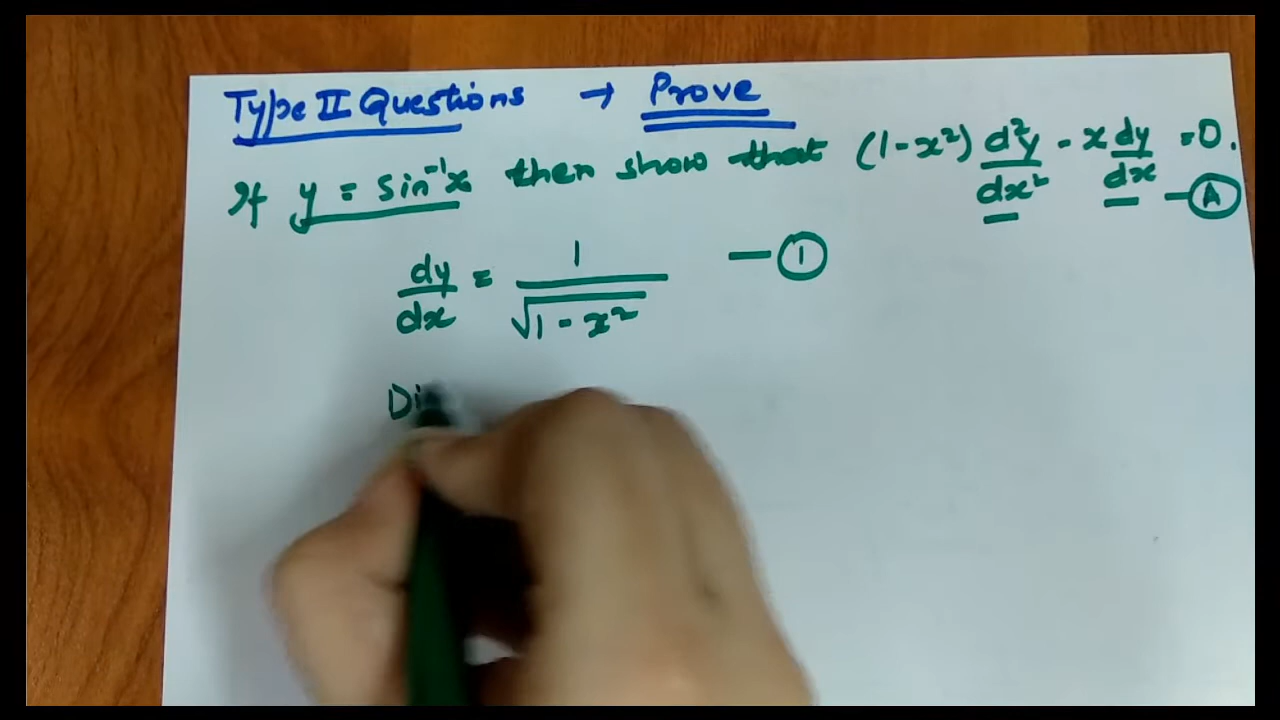 Type II Questions → Prove
If y = Sin⁻¹x then show that (1-x²) d²y/dx² - x dy/dx = 0. — (A)
dy/dx = 1/√(1-x²) — (1)